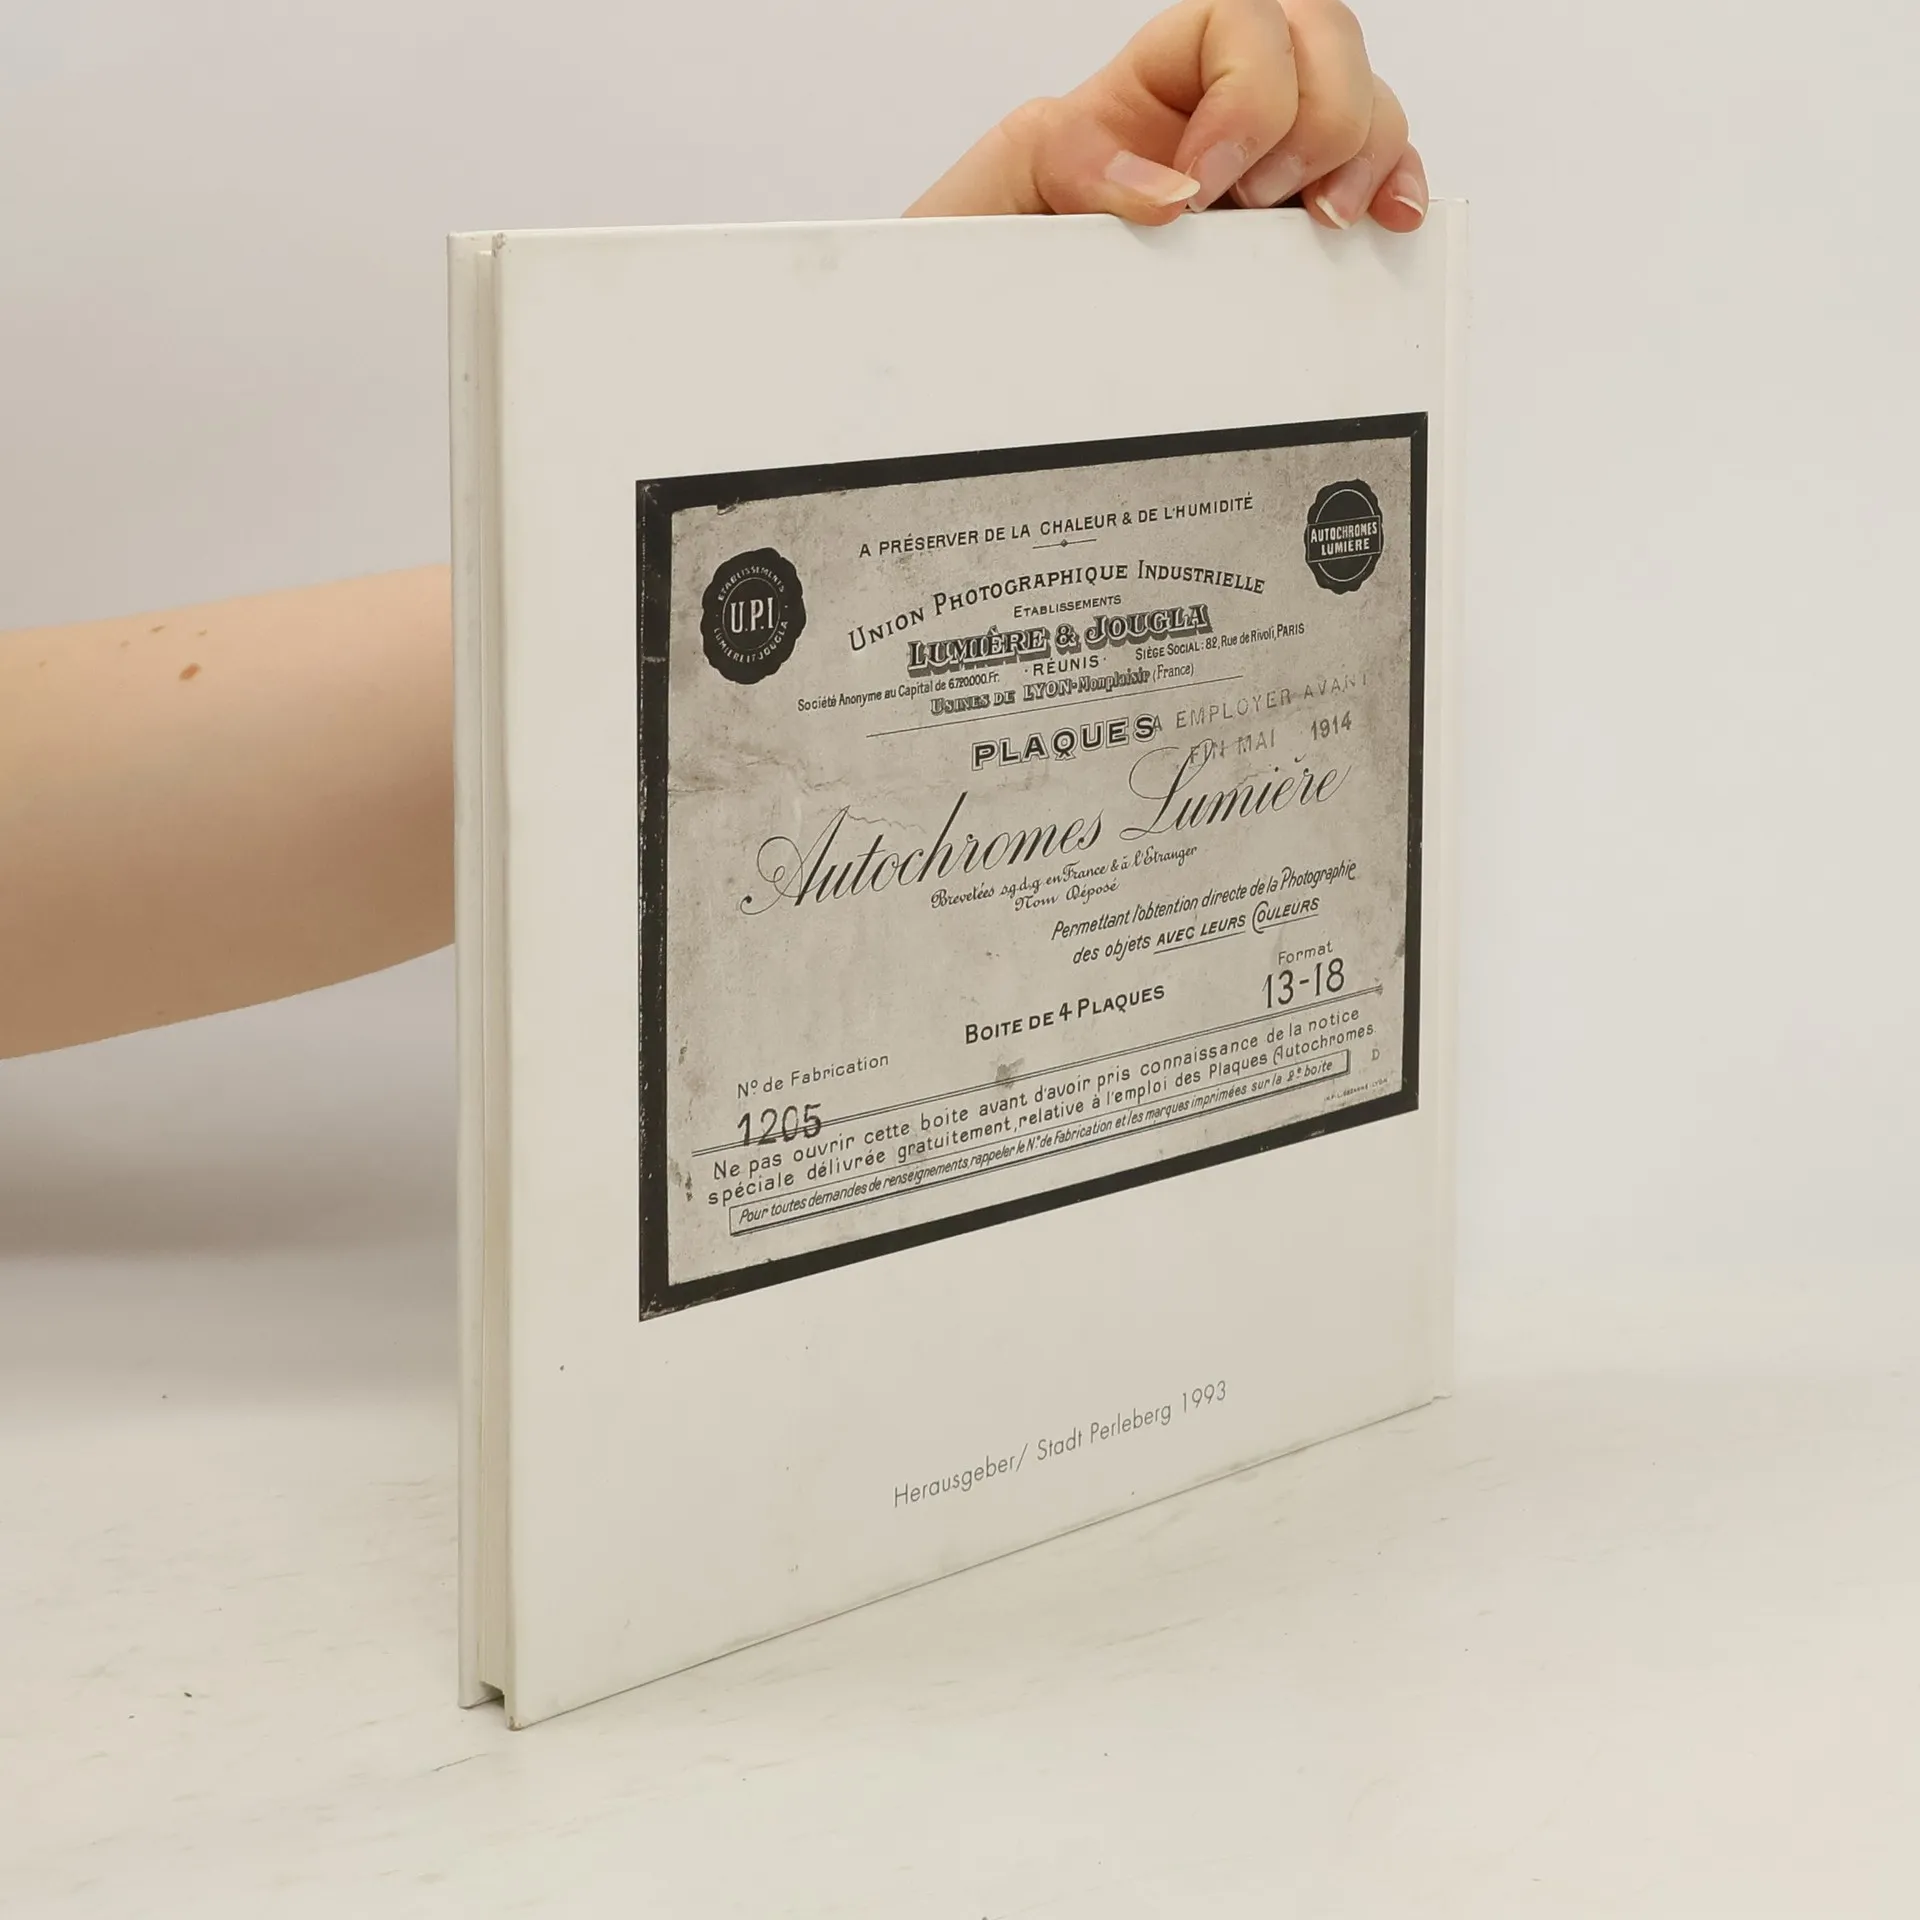 A PRÉSERVER DE LA CHALEUR & DE L'HUMIDITÉ
ETABLISSEMENTS
U.P.I
LUMIÈRE ET JOUGLA
AUTOCHROMES
LUMIÈRE
UNION PHOTOGRAPHIQUE INDUSTRIELLE
ETABLISSEMENTS
LUMIÈRE & JOUGLA
·RÉUNIS·
Société Anonyme au Capital de 6.720.000.Fr.
SIÈGE SOCIAL: 82, Rue de Rivoli, PARIS
USINES DE LYON-Monplaisir (France)
PLAQUES
A EMPLOYER AVANT
FIN MAI 1914
Autochromes Lumière
Brevetées s.g.d.g. en France & à l'Etranger
Nom Déposé
Permettant l'obtention directe de la Photographie
des objets AVEC LEURS COULEURS
Format
13-18
BOITE DE 4 PLAQUES
Nº de Fabrication
1205
Ne pas ouvrir cette boite avant d'avoir pris connaissance de la notice
spéciale délivrée gratuitement, relative à l'emploi des Plaques Autochromes.
Pour toutes demandes de renseignements, rappeler le Nº de Fabrication et les marques imprimées sur la 2e boite
D
Herausgeber/ Stadt Perleberg 1993